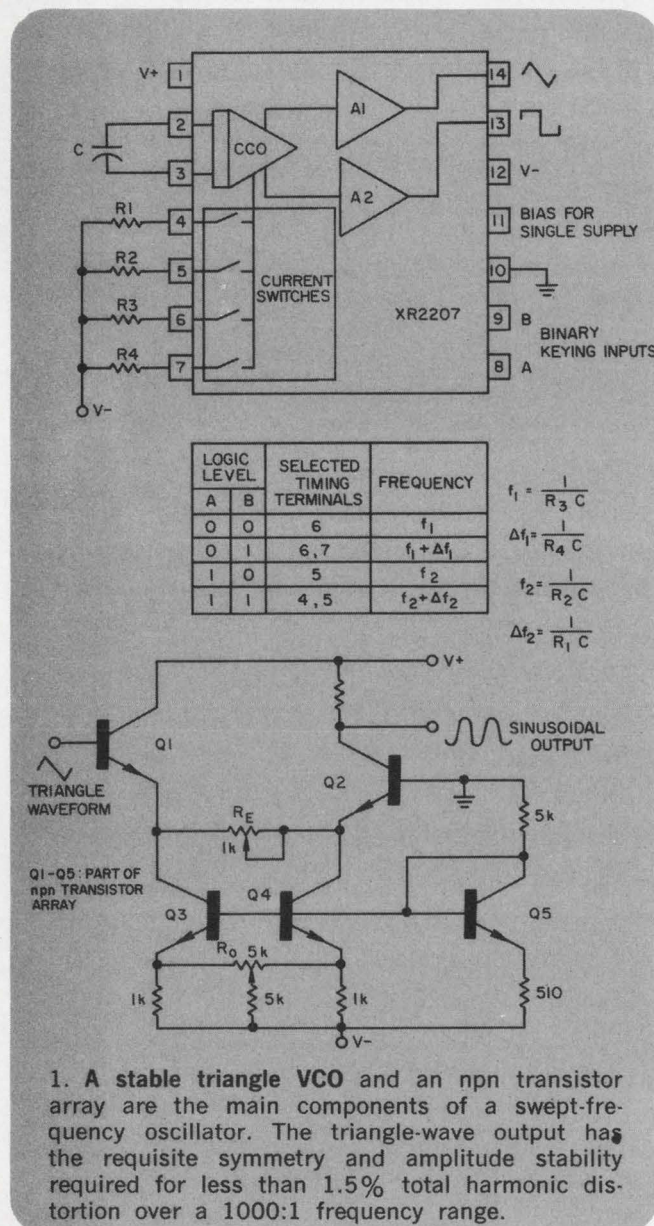 V+ 1
14
2
A1
13
C
CCO
3
12 V-
A2
R1
4
11 BIAS FOR
SINGLE SUPPLY
R2
5
CURRENT
SWITCHES
10
R3
6
XR2207
9 B
BINARY
KEYING INPUTS
R4
7
8 A
V-
LOGIC LEVEL
SELECTED TIMING TERMINALS
FREQUENCY
A B
0 0 6 f₁
0 1 6,7 f₁+Δf₁
1 0 5 f₂
1 1 4,5 f₂+Δf₂
f₁ = 1/R₃ C
Δf₁= 1/R₄ C
f₂= 1/R₂ C
Δf₂= 1/R₁ C
V+
Q1
SINUSOIDAL
OUTPUT
Q2
TRIANGLE
WAVEFORM
R_E
1k
5k
Q1-Q5: PART OF
npn TRANSISTOR
ARRAY
Q3
Q4
Q5
R₀ 5k
1k
5k
1k
510
V-
1. A stable triangle VCO and an npn transistor
array are the main components of a swept-fre-
quency oscillator. The triangle-wave output has
the requisite symmetry and amplitude stability
required for less than 1.5% total harmonic dis-
tortion over a 1000:1 frequency range.